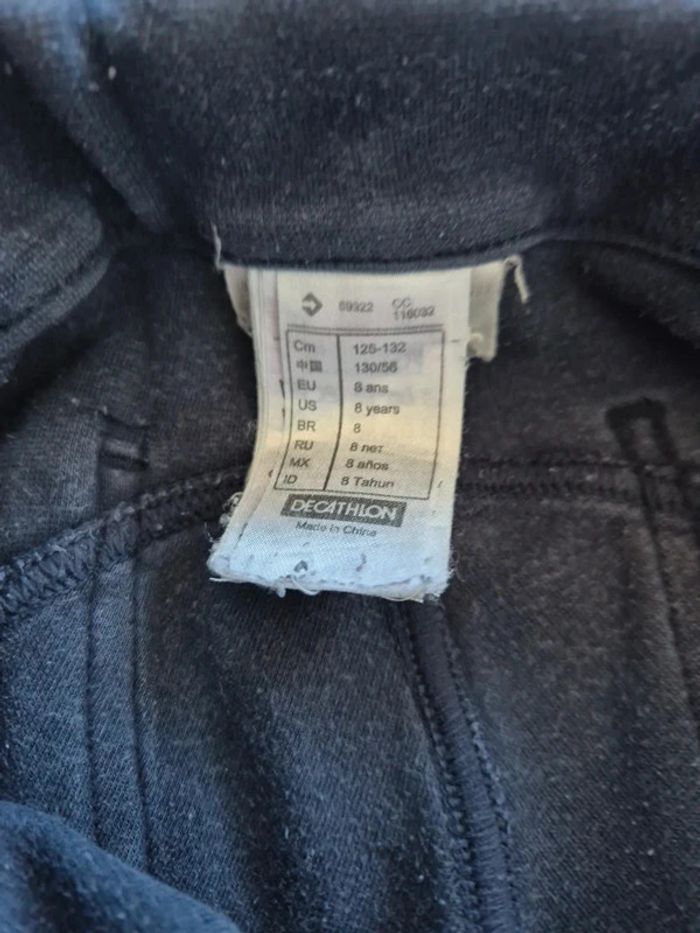 69322 CC
116032
Cm 125-132
中国 130/56
EU 8 ans
US 8 years
BR 8
RU 8 лет
MX 8 años
ID 8 Tahun
DECATHLON
Made in China